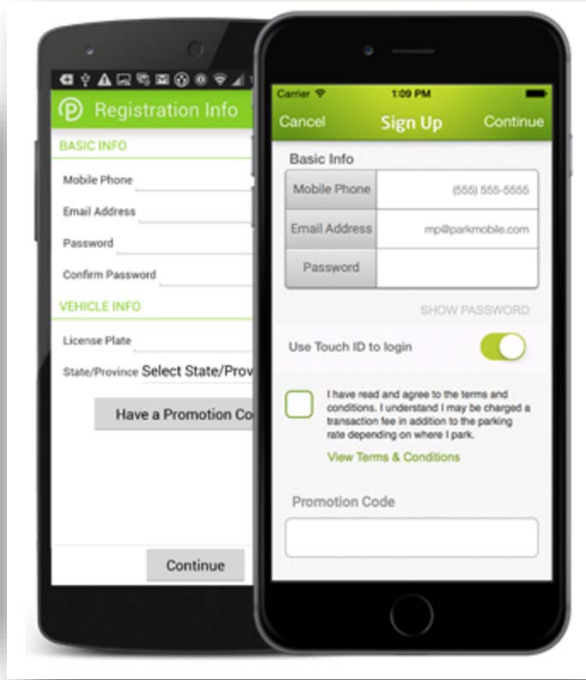 Registration Info
BASIC INFO
Mobile Phone
Email Address
Password
Confirm Password
VEHICLE INFO
License Plate
State/Province Select State/Prov
Have a Promotion Co
Continue
Carrier 1:09 PM
Cancel Sign Up Continue
Basic Info
Mobile Phone (555) 555-5555
Email Address mp@parkmobile.com
Password
SHOW PASSWORD
Use Touch ID to login
I have read and agree to the terms and
conditions. I understand I may be charged a
transaction fee in addition to the parking
rate depending on where I park.
View Terms & Conditions
Promotion Code